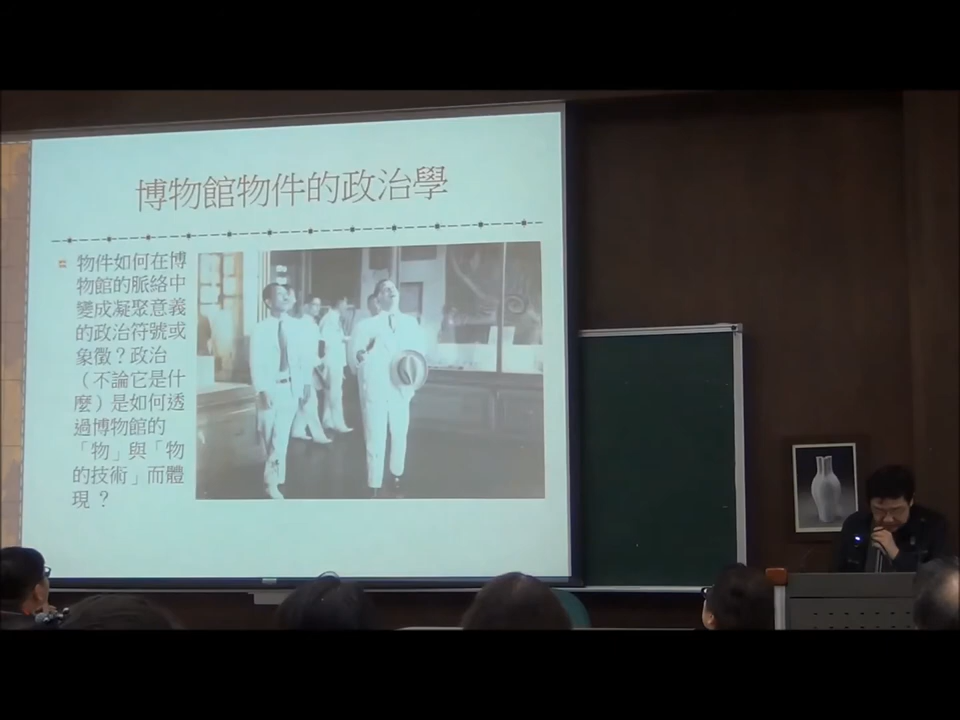 博物館物件的政治學
物件如何在博
物館的脈絡中
變成凝聚意義
的政治符號或
象徵？政治
（不論它是什
麼）是如何透
過博物館的
「物」與「物
的技術」而體
現？